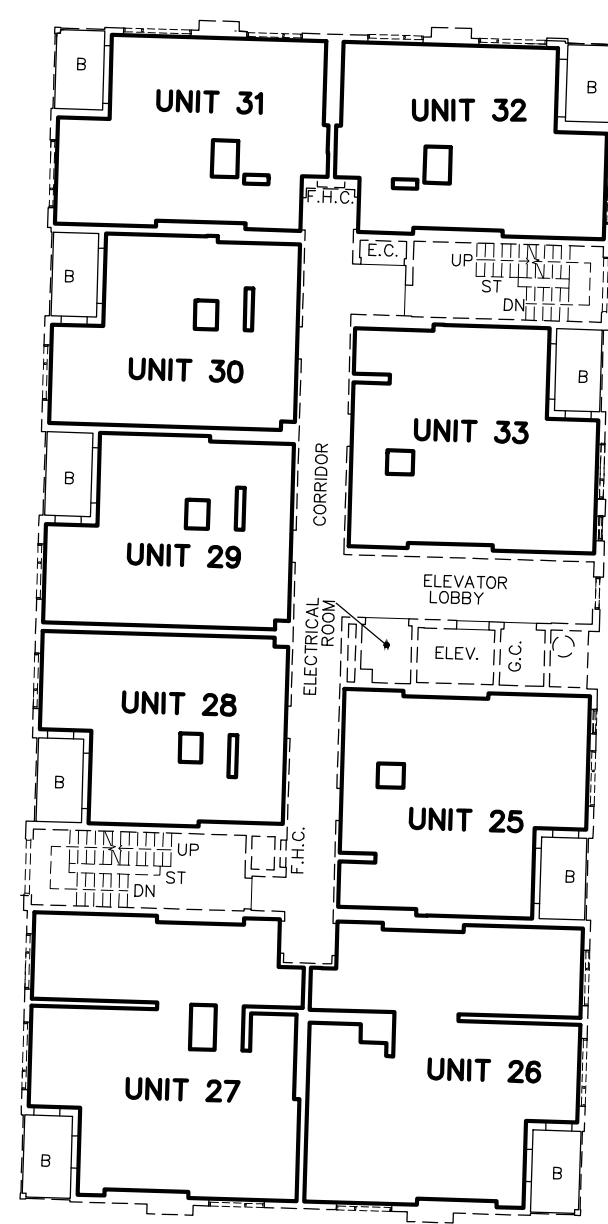 B
UNIT 31
UNIT 32
B
F.H.C.
E.C.
UP
ST
DN
B
UNIT 30
B
UNIT 33
CORRIDOR
B
UNIT 29
ELEVATOR
LOBBY
ELECTRICAL
ROOM
ELEV.
G.C.
UNIT 28
B
UNIT 25
B
UP
ST
DN
F.H.C.
UNIT 27
UNIT 26
B
B